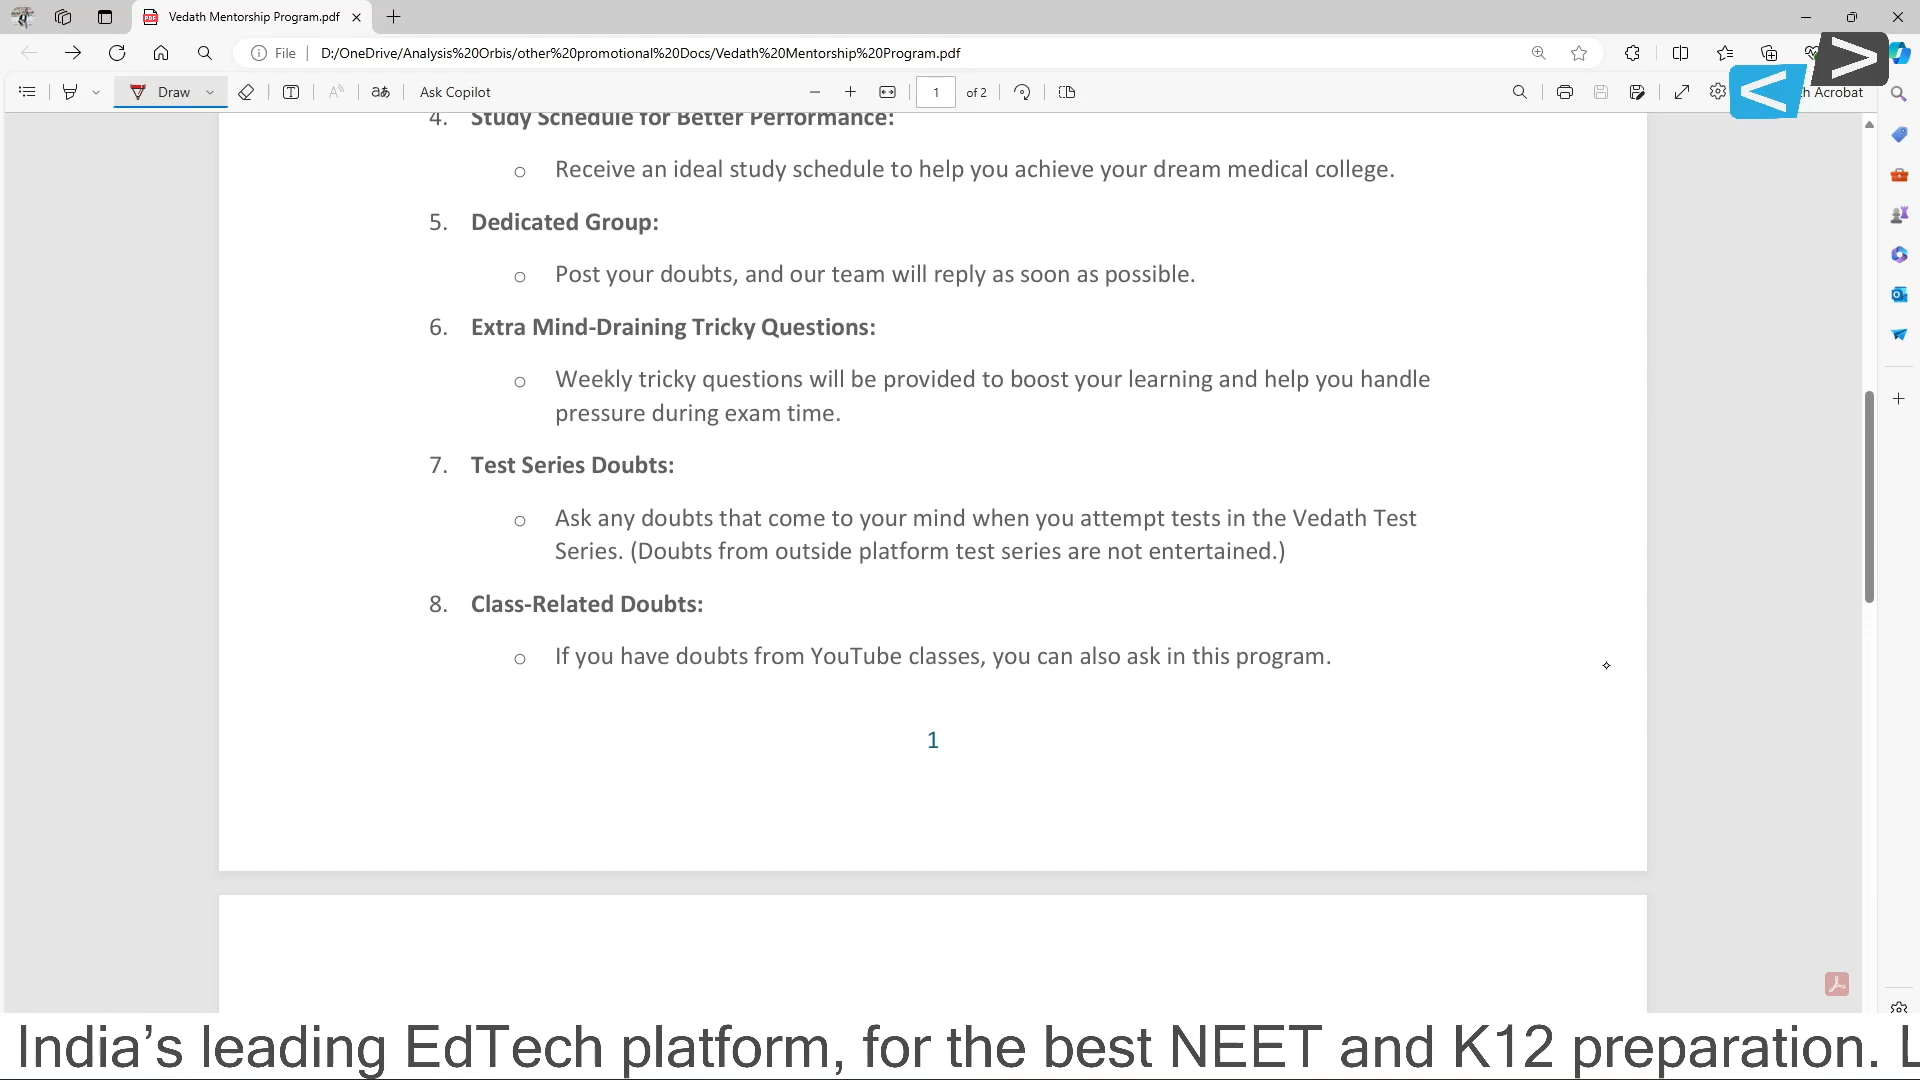 Vedath Mentorship Program.pdf
File
D:/OneDrive/Analysis%20Orbis/other%20promotional%20Docs/Vedath%20Mentorship%20Program.pdf
Draw
Ask Copilot
1 of 2
Acrobat
4. Study Schedule for Better Performance:
○ Receive an ideal study schedule to help you achieve your dream medical college.
5. Dedicated Group:
○ Post your doubts, and our team will reply as soon as possible.
6. Extra Mind-Draining Tricky Questions:
○ Weekly tricky questions will be provided to boost your learning and help you handle
pressure during exam time.
7. Test Series Doubts:
○ Ask any doubts that come to your mind when you attempt tests in the Vedath Test
Series. (Doubts from outside platform test series are not entertained.)
8. Class-Related Doubts:
○ If you have doubts from YouTube classes, you can also ask in this program.
1
India’s leading EdTech platform, for the best NEET and K12 preparation.